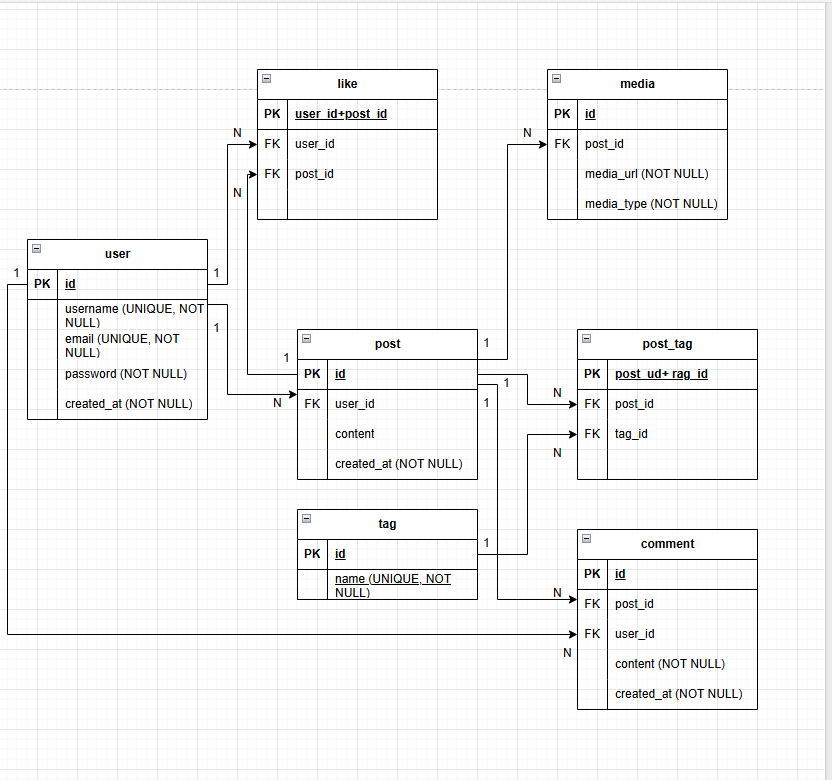 like
PK user_id+post_id
FK user_id
FK post_id
N
N
media
PK id
FK post_id
media_url (NOT NULL)
media_type (NOT NULL)
N
user
PK id
username (UNIQUE, NOT
NULL)
email (UNIQUE, NOT
NULL)
password (NOT NULL)
created_at (NOT NULL)
1
1
1
post
PK id
FK user_id
content
created_at (NOT NULL)
1
N
1
1
1
post_tag
PK post_ud+ rag_id
FK post_id
FK tag_id
N
N
tag
PK id
name (UNIQUE, NOT
NULL)
1
comment
PK id
FK post_id
FK user_id
content (NOT NULL)
created_at (NOT NULL)
N
N